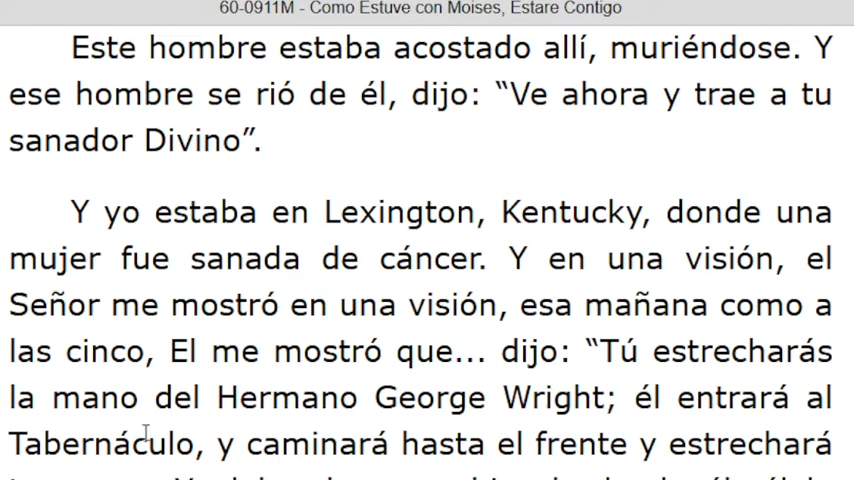 60-0911M - Como Estuve con Moises, Estare Contigo
Este hombre estaba acostado allí, muriéndose. Y
ese hombre se rió de él, dijo: “Ve ahora y trae a tu
sanador Divino”.
Y yo estaba en Lexington, Kentucky, donde una
mujer fue sanada de cáncer. Y en una visión, el
Señor me mostró en una visión, esa mañana como a
las cinco, El me mostró que... dijo: “Tú estrecharás
la mano del Hermano George Wright; él entrará al
Tabernáculo, y caminará hasta el frente y estrechará